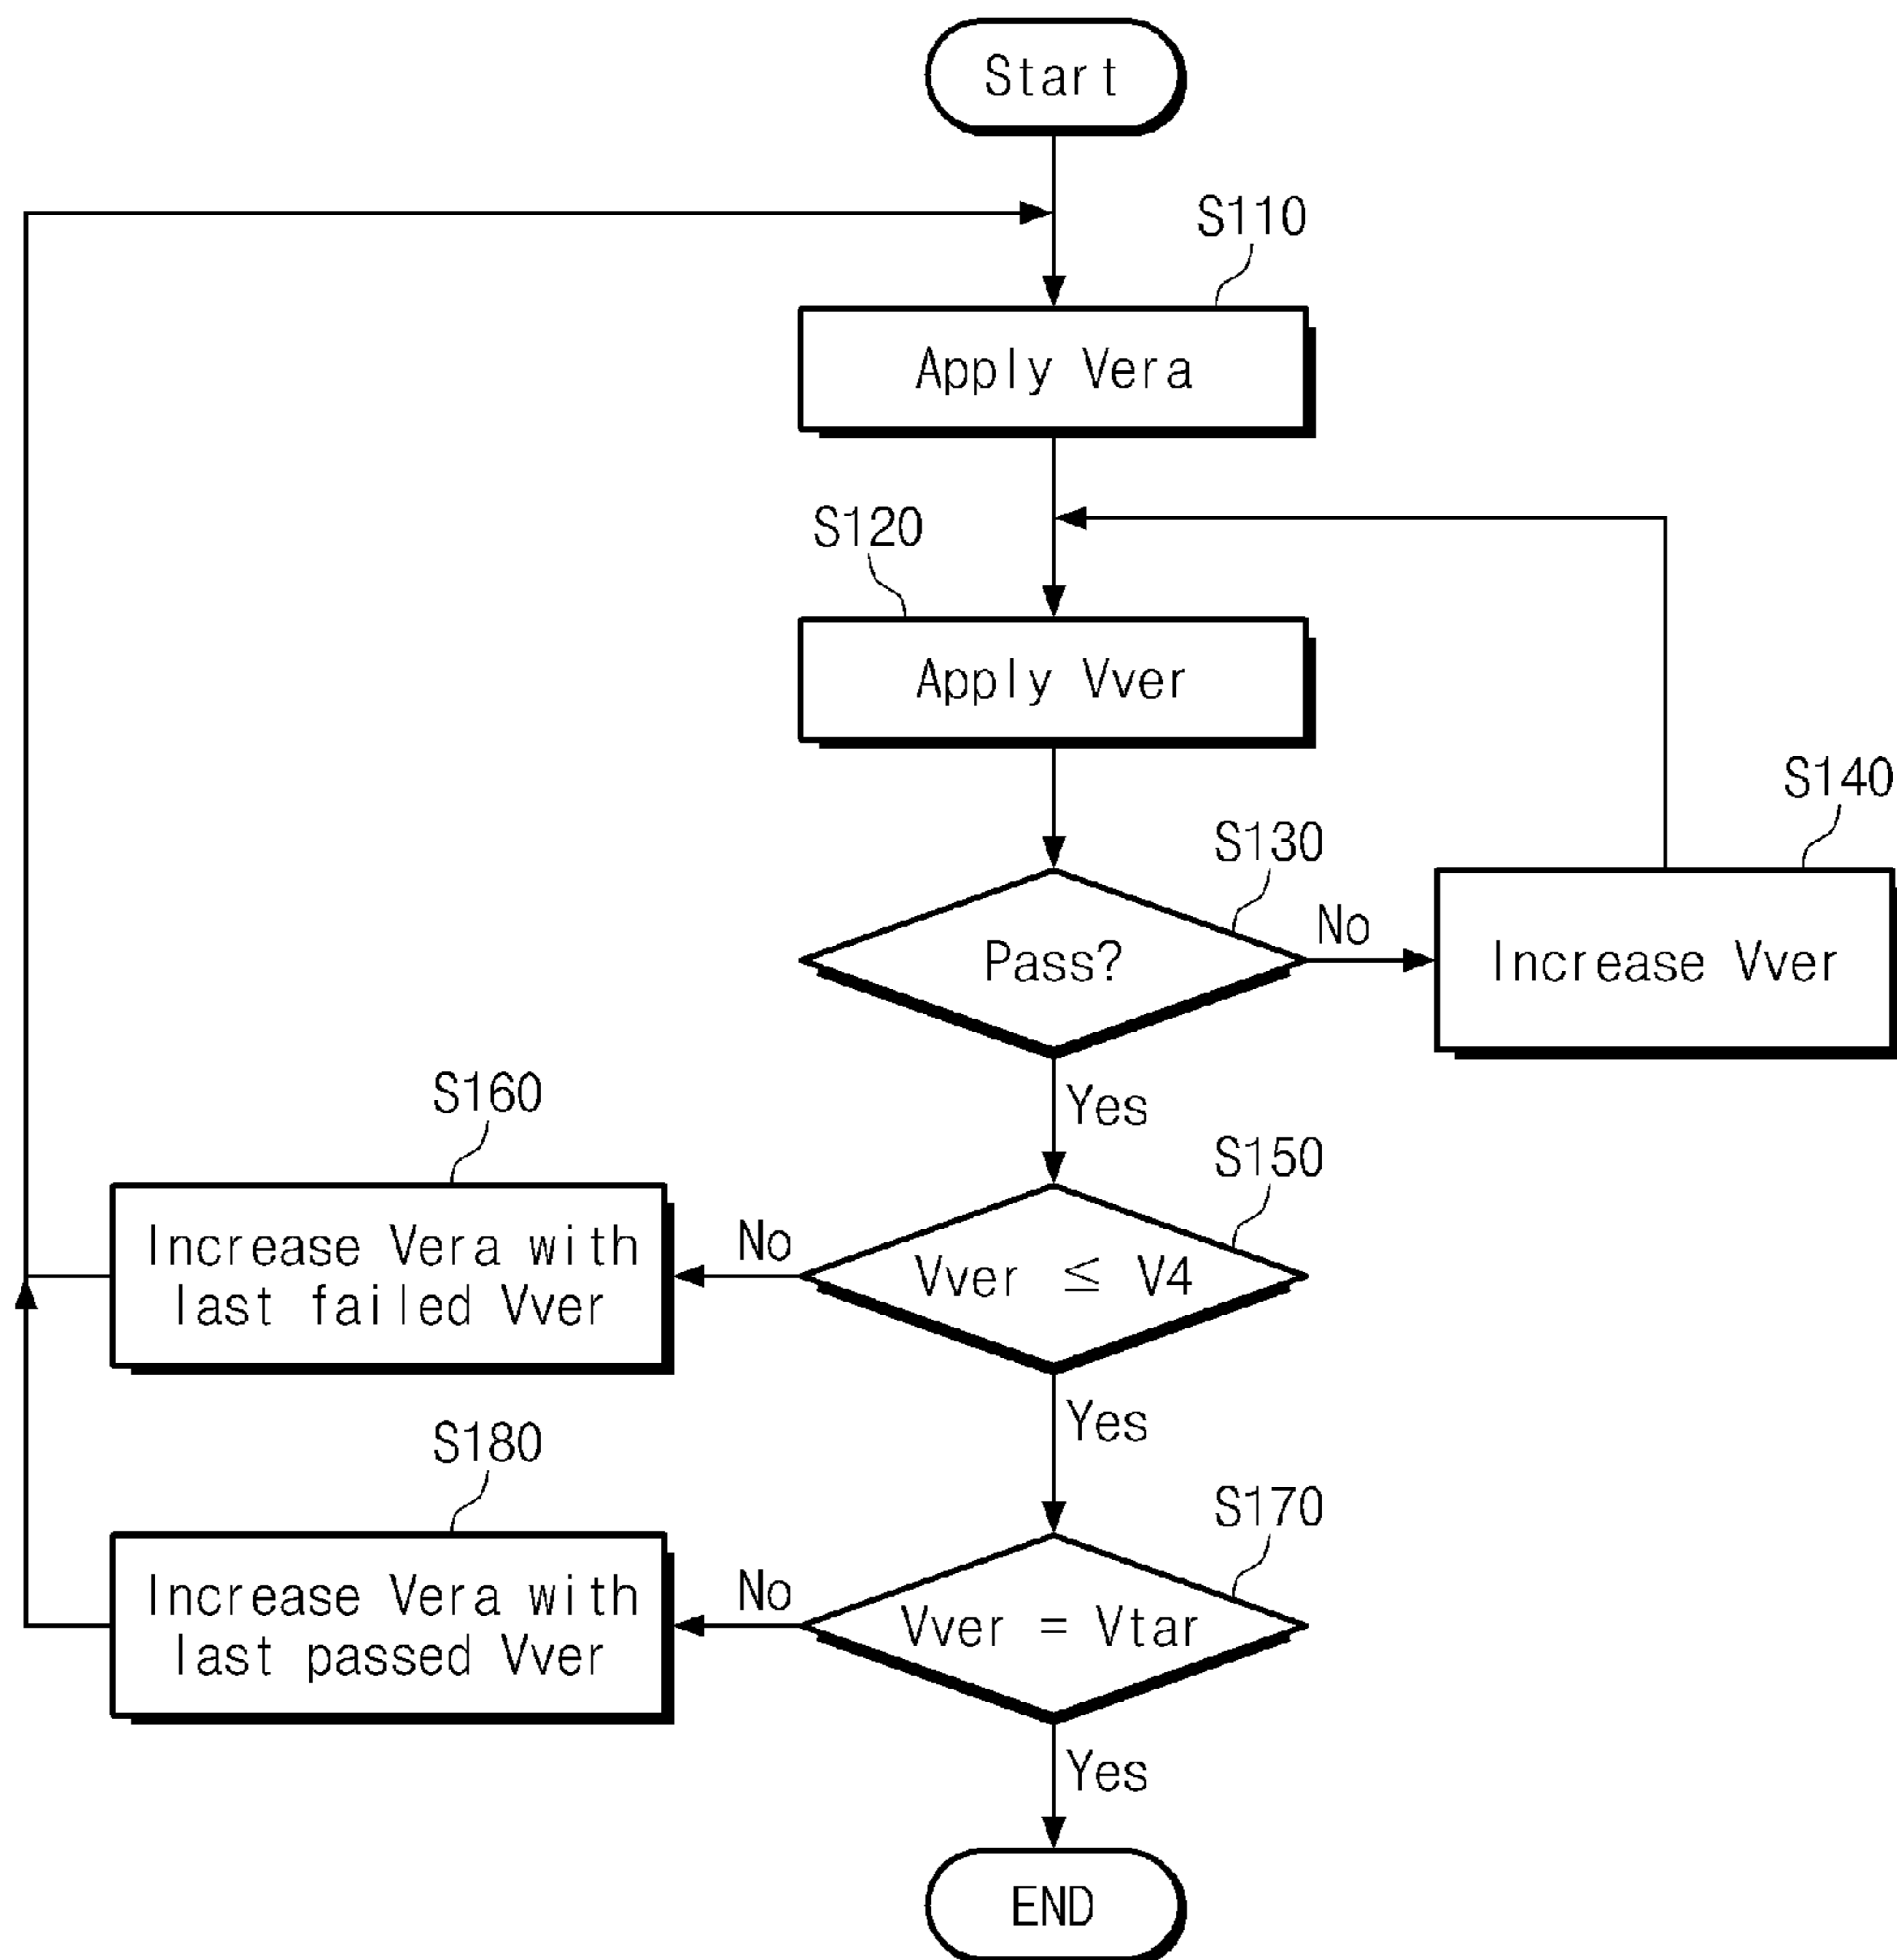 Start
S110
Apply Vera
S120
Apply Vver
S140
S130
Pass?
No
Increase Vver
Yes
S160
S150
Increase Vera with
last failed Vver
No
Vver ≤ V4
Yes
S180
S170
Increase Vera with
last passed Vver
No
Vver = Vtar
Yes
END